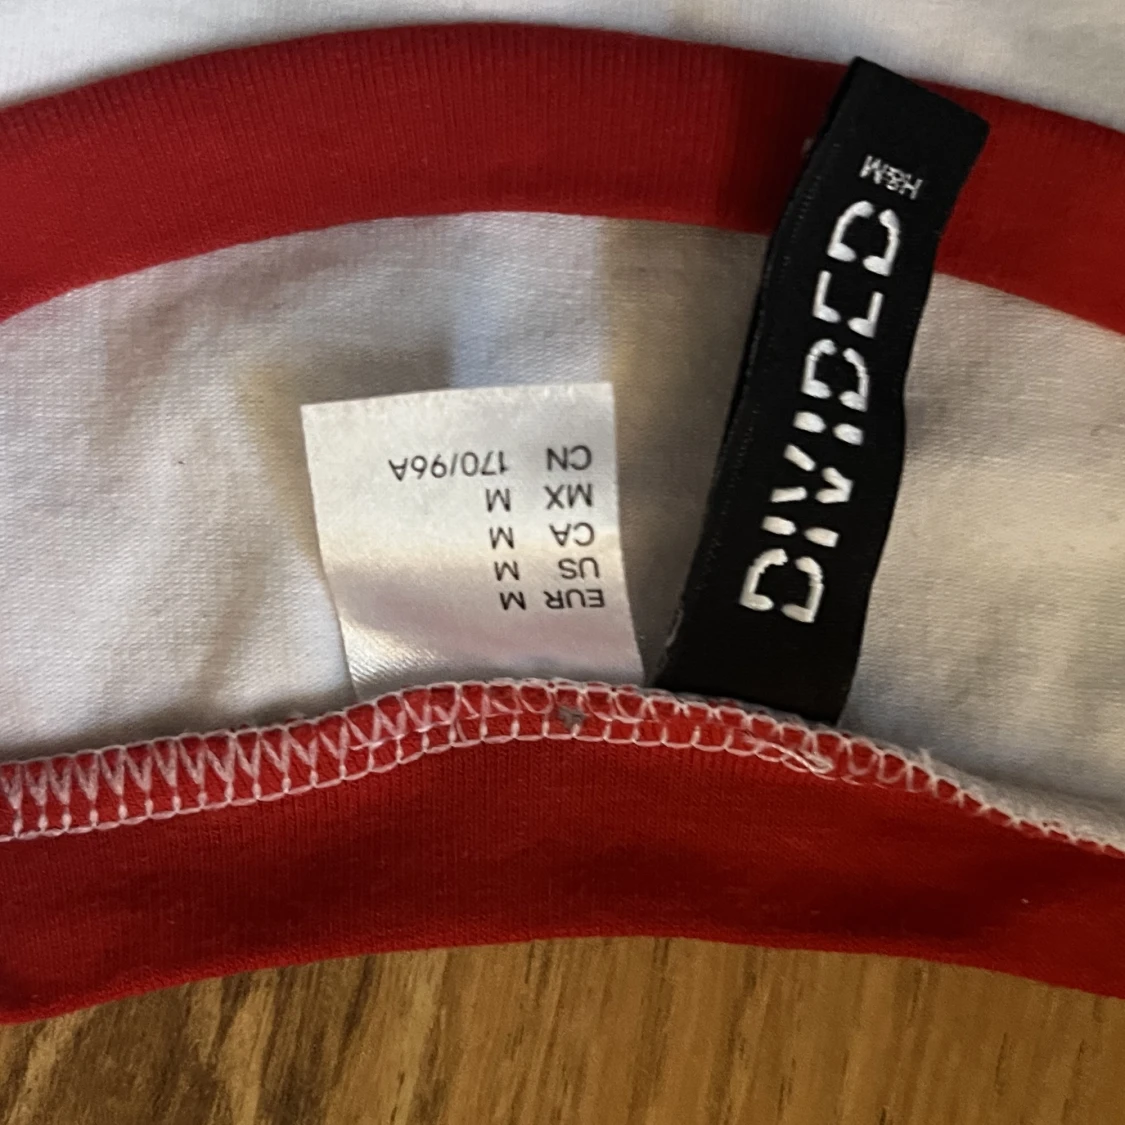 EUR M
US M
CA M
MX M
CN 170/96A
DIVIDED
H&M